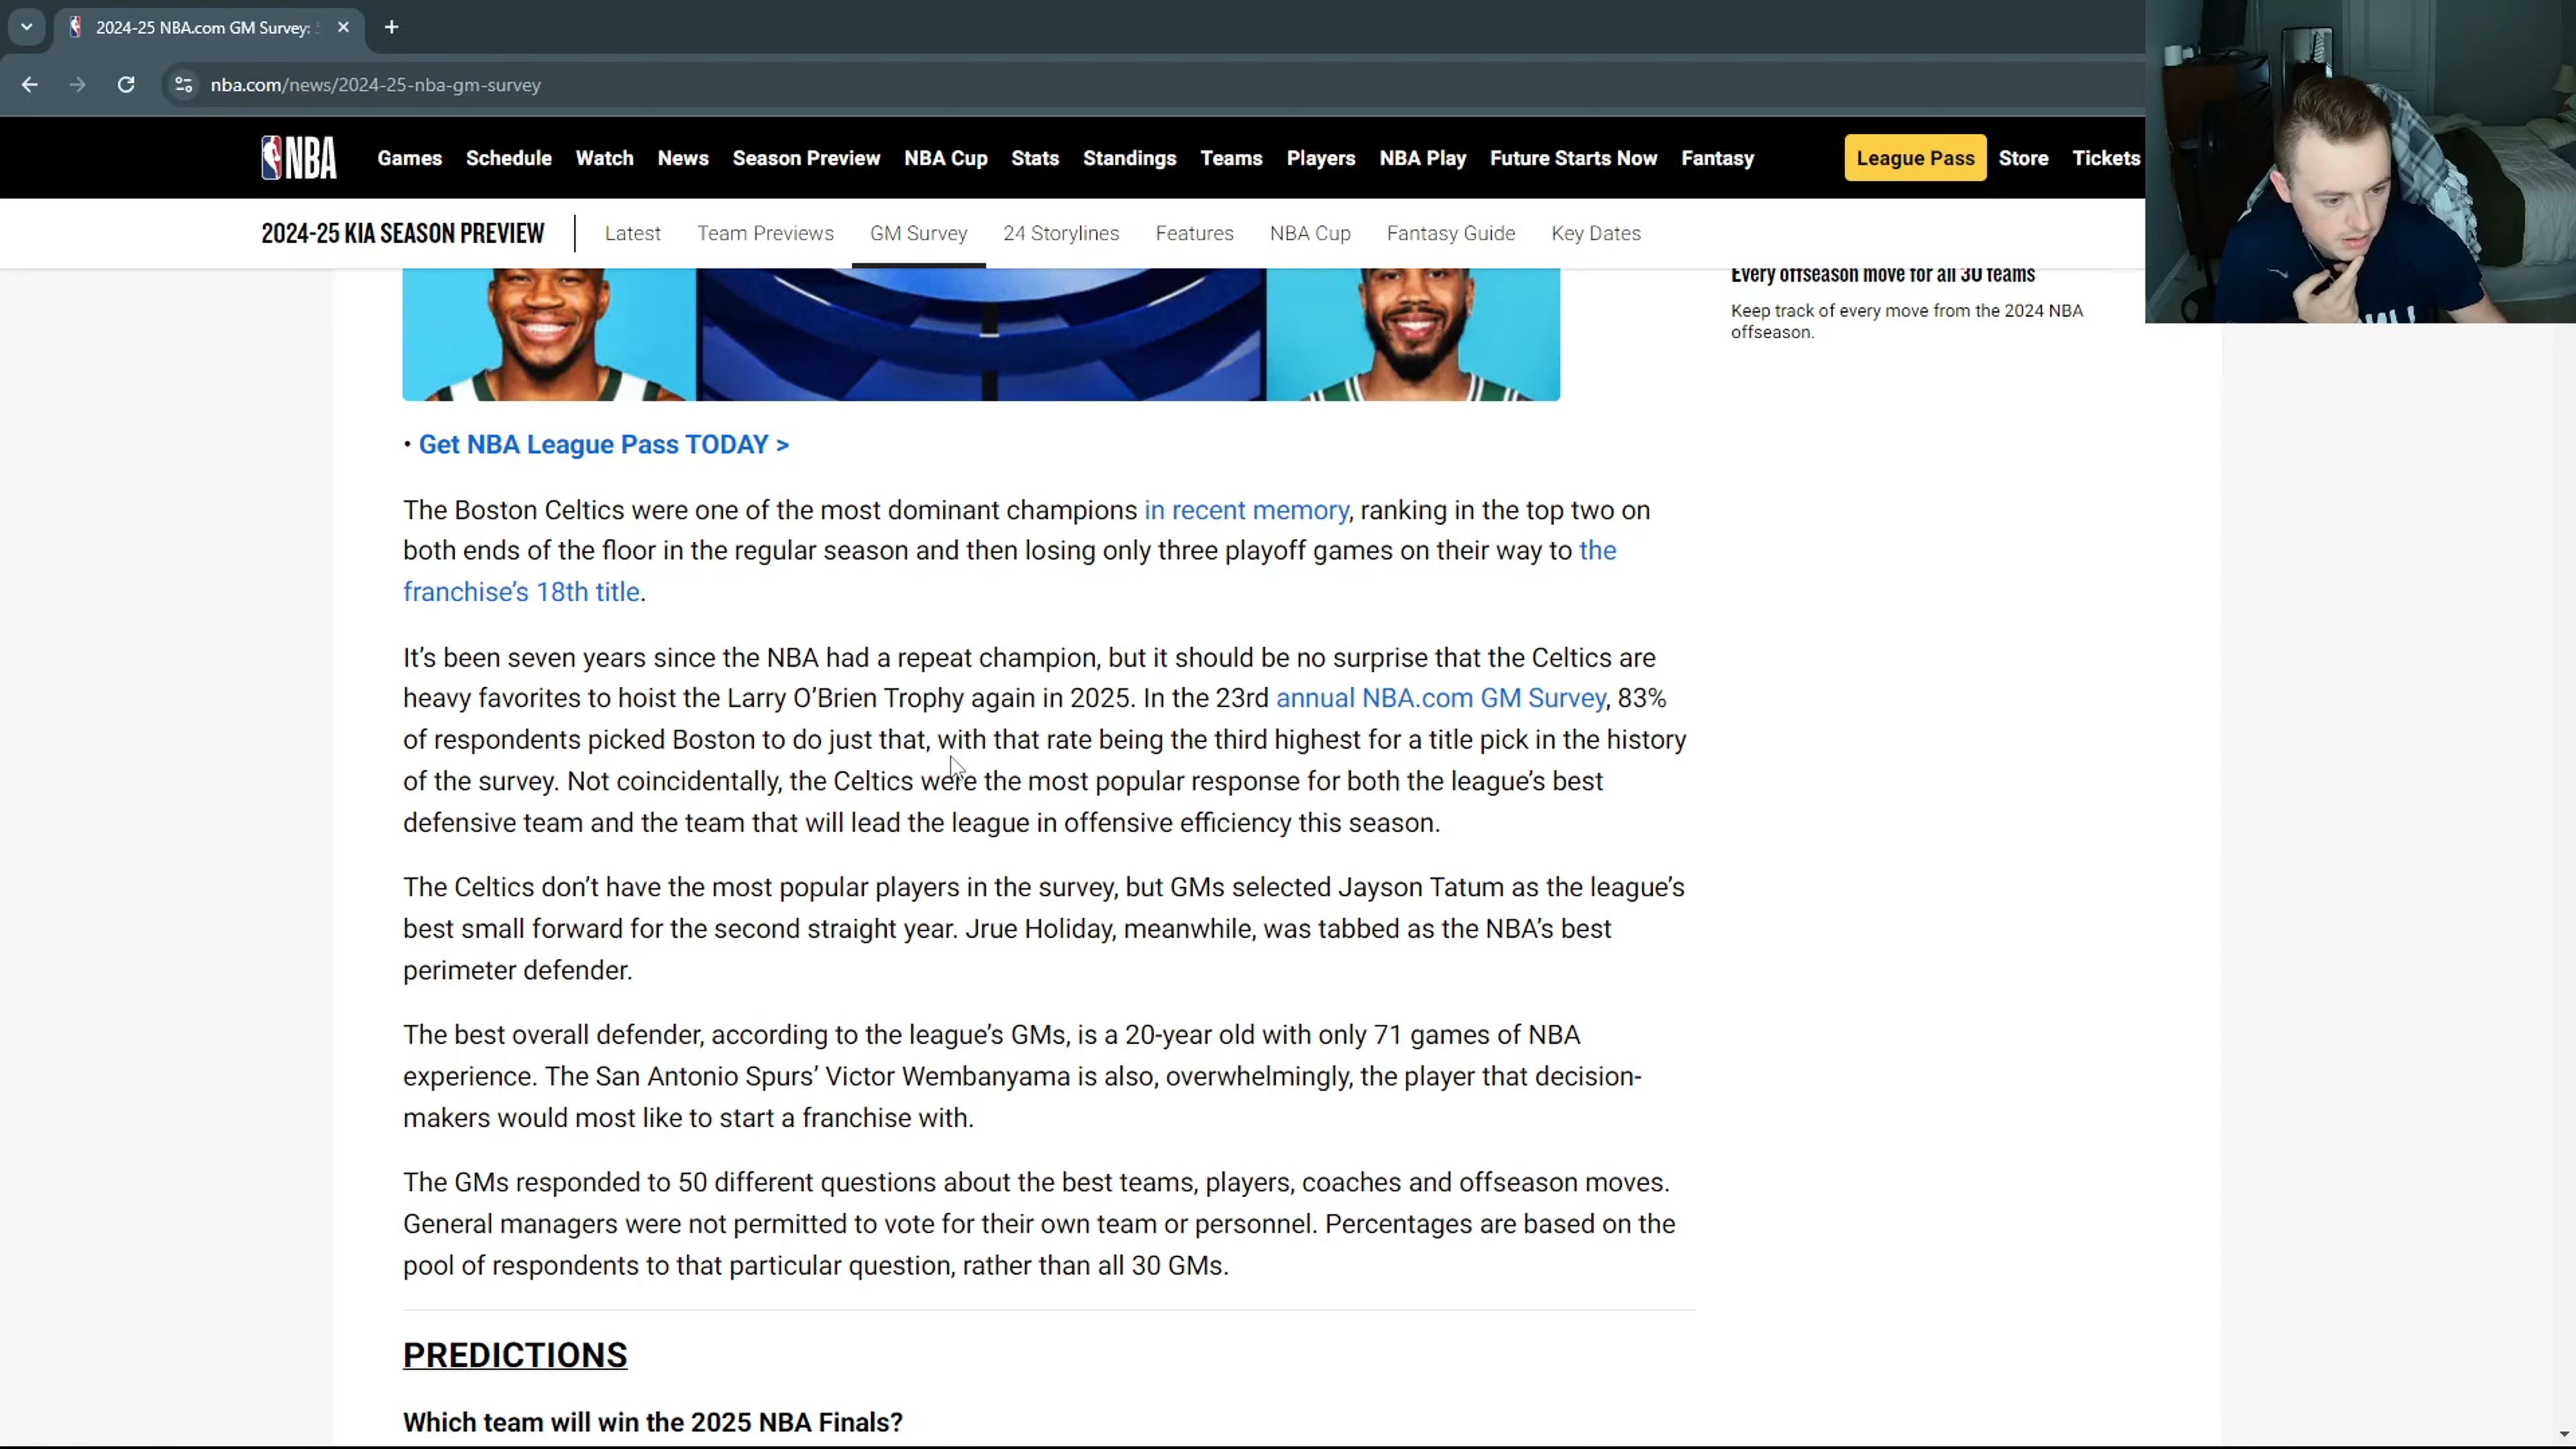 2024-25 NBA.com GM Survey:
nba.com/news/2024-25-nba-gm-survey
NBA Games Schedule Watch News Season Preview NBA Cup Stats Standings Teams Players NBA Play Future Starts Now Fantasy League Pass Store Tickets
2024-25 KIA SEASON PREVIEW Latest Team Previews GM Survey 24 Storylines Features NBA Cup Fantasy Guide Key Dates
Every offseason move for all 30 teams
Keep track of every move from the 2024 NBA
offseason.
• Get NBA League Pass TODAY >
The Boston Celtics were one of the most dominant champions in recent memory, ranking in the top two on
both ends of the floor in the regular season and then losing only three playoff games on their way to the
franchise’s 18th title.
It’s been seven years since the NBA had a repeat champion, but it should be no surprise that the Celtics are
heavy favorites to hoist the Larry O’Brien Trophy again in 2025. In the 23rd annual NBA.com GM Survey, 83%
of respondents picked Boston to do just that, with that rate being the third highest for a title pick in the history
of the survey. Not coincidentally, the Celtics were the most popular response for both the league’s best
defensive team and the team that will lead the league in offensive efficiency this season.
The Celtics don’t have the most popular players in the survey, but GMs selected Jayson Tatum as the league’s
best small forward for the second straight year. Jrue Holiday, meanwhile, was tabbed as the NBA’s best
perimeter defender.
The best overall defender, according to the league’s GMs, is a 20-year old with only 71 games of NBA
experience. The San Antonio Spurs’ Victor Wembanyama is also, overwhelmingly, the player that decision-
makers would most like to start a franchise with.
The GMs responded to 50 different questions about the best teams, players, coaches and offseason moves.
General managers were not permitted to vote for their own team or personnel. Percentages are based on the
pool of respondents to that particular question, rather than all 30 GMs.
PREDICTIONS
Which team will win the 2025 NBA Finals?